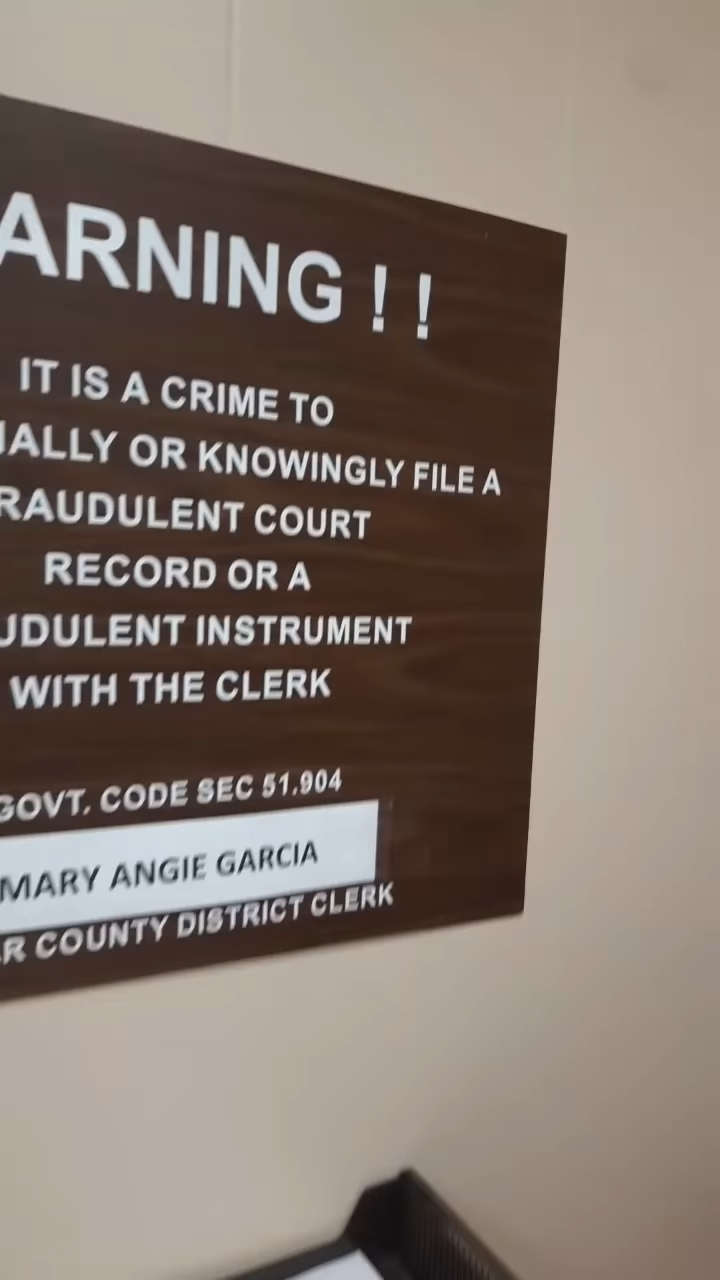 ARNING ! !
IT IS A CRIME TO
ALLY OR KNOWINGLY FILE A
RAUDULENT COURT
RECORD OR A
UDULENT INSTRUMENT
WITH THE CLERK
GOVT. CODE SEC 51.904
MARY ANGIE GARCIA
R COUNTY DISTRICT CLERK